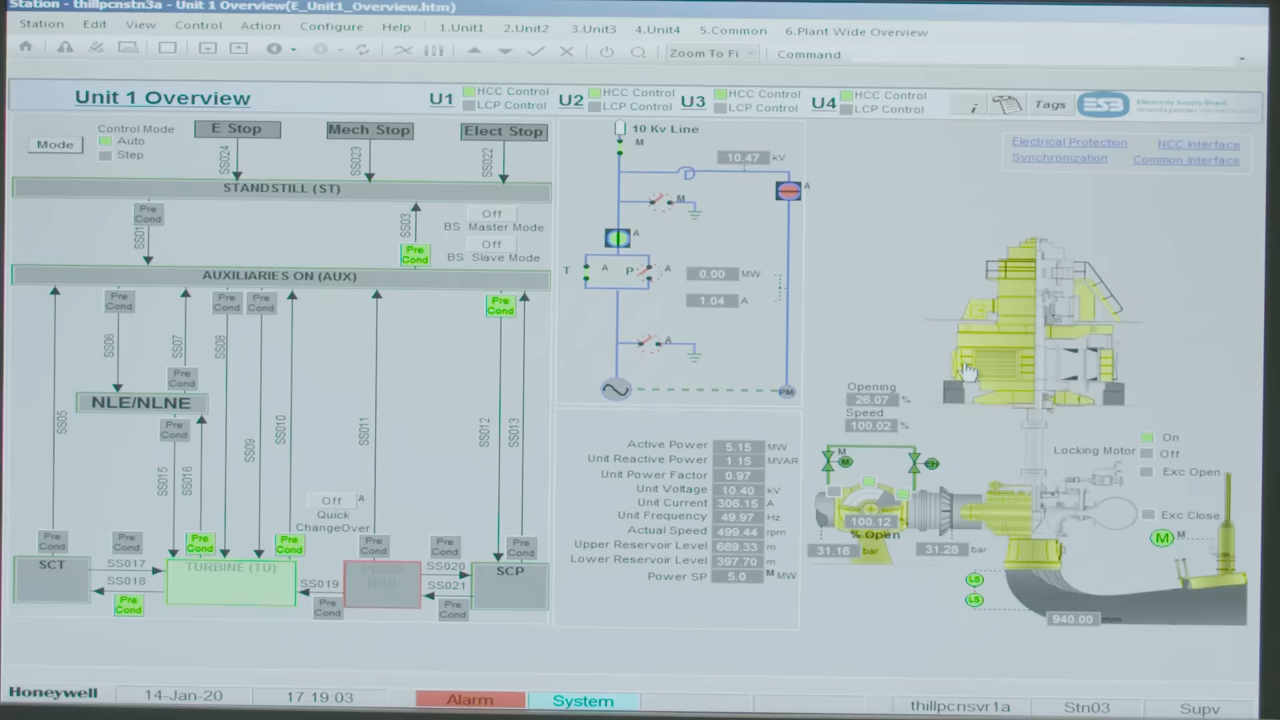 Station - thillpcnstn3a - Unit 1 Overview(E_Unit1_Overview.htm)
Station Edit View Control Action Configure Help 1.Unit1 2.Unit2 3.Unit3 4.Unit4 5.Common 6.Plant Wide Overview
Zoom To Fi Command
Unit 1 Overview
U1 HCC Control
LCP Control
U2 HCC Control
LCP Control
U3 HCC Control
LCP Control
U4 HCC Control
LCP Control
i Tags ESB Electricity Supply Board
Mode
Control Mode
Auto
Step
E Stop Mech Stop Elect Stop
SS024 SS023 SS022
STANDSTILL (ST)
Pre Cond
SS03
Pre Cond
Off
BS Master Mode
Off
BS Slave Mode
AUXILIARIES ON (AUX)
Pre Cond
Pre Cond
Pre Cond
Pre Cond
SS06 SS07 SS08
Pre Cond
NLE/NLNE
Pre Cond
SS05 SS015 SS016 SS09 SS010 SS011 SS012 SS013
Off A
Quick
ChangeOver
Pre Cond
Pre Cond
Pre Cond
Pre Cond
Pre Cond
Pre Cond
Pre Cond
SCT
SS017
SS018
Pre Cond
TURBINE (TU)
SS019
Pre Cond
SS020
SS021
Pre Cond
SCP
10 Kv Line
M
10.47 kV
A
M
A
T A P A
0.00 MW
1.04 A
A
PM
Active Power 5.15 MW
Unit Reactive Power 1.15 MVAR
Unit Power Factor 0.97
Unit Voltage 10.40 kV
Unit Current 306.15 A
Unit Frequency 49.97 Hz
Actual Speed 499.44 rpm
Upper Reservoir Level 689.33 m
Lower Reservoir Level 397.70 m
Power SP 5.0 M MW
Electrical Protection NCC Interface
Synchronization Common Interface
Opening
26.07 %
Speed
100.02 %
M
M
EH
100.12
% Open
31.16 bar
31.28 bar
Locking Motor On
Off
Exc Open
Exc Close
M M
LS
LS
940.00 mm
Honeywell 14-Jan-20 17 19 03 Alarm System thillpcnsvr1a Stn03 Supv